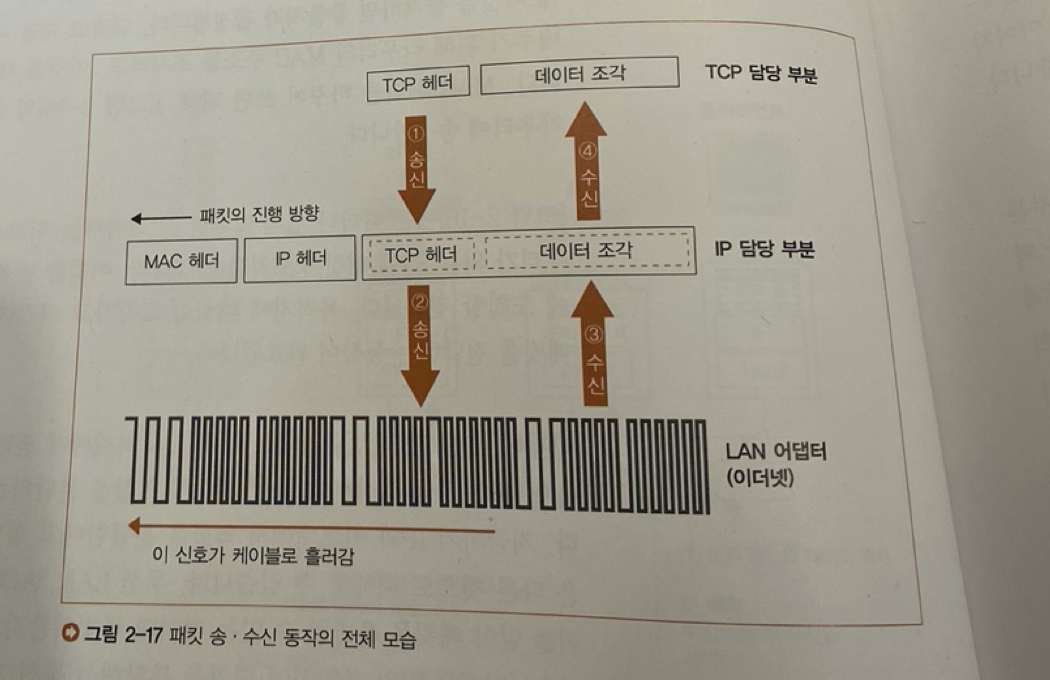 TCP 헤더 데이터 조각 TCP 담당 부분
① 송신 ④ 수신
패킷의 진행 방향
MAC 헤더 IP 헤더 TCP 헤더 데이터 조각 IP 담당 부분
② 송신 ③ 수신
LAN 어댑터
(이더넷)
이 신호가 케이블로 흘러감
그림 2-17 패킷 송·수신 동작의 전체 모습